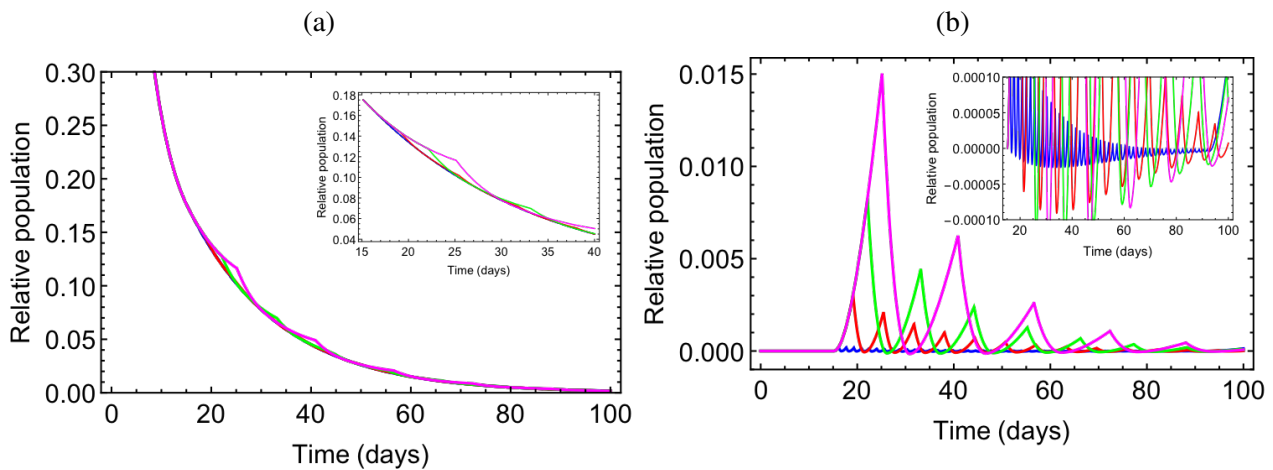 (a)
0.30
0.25
0.20
0.15
0.10
0.05
0.00
0 20 40 60 80 100
Relative population
Time (days)
0.18
0.16
0.14
0.12
0.10
0.08
0.06
0.04
15 20 25 30 35 40
Relative population
Time (days)
(b)
0.015
0.010
0.005
0.000
0 20 40 60 80 100
Relative population
Time (days)
0.00010
0.00005
0.00000
-0.00005
-0.00010
20 40 60 80 100
Relative population
Time (days)